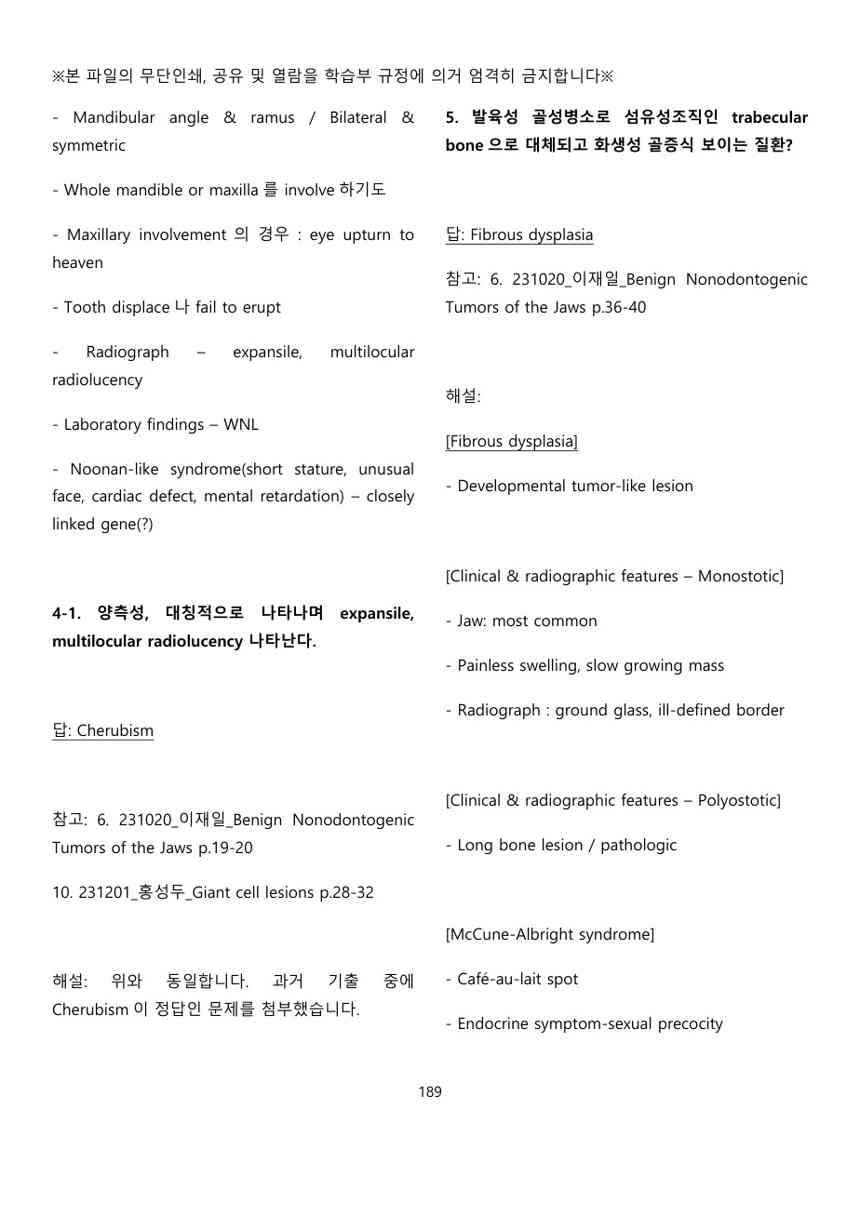 ※본 파일의 무단인쇄, 공유 및 열람을 학습부 규정에 의거 엄격히 금지합니다※
- Mandibular angle & ramus / Bilateral &
symmetric
- Whole mandible or maxilla 를 involve 하기도
- Maxillary involvement 의 경우 : eye upturn to
heaven
- Tooth displace 나 fail to erupt
- Radiograph – expansile, multilocular
radiolucency
- Laboratory findings – WNL
- Noonan-like syndrome(short stature, unusual
face, cardiac defect, mental retardation) – closely
linked gene(?)
4-1. 양측성, 대칭적으로 나타나며 expansile,
multilocular radiolucency 나타난다.
답: Cherubism
참고: 6. 231020_이재일_Benign Nonodontogenic
Tumors of the Jaws p.19-20
10. 231201_홍성두_Giant cell lesions p.28-32
해설: 위와 동일합니다. 과거 기출 중에
Cherubism 이 정답인 문제를 첨부했습니다.
5. 발육성 골성병소로 섬유성조직인 trabecular
bone 으로 대체되고 화생성 골증식 보이는 질환?
답: Fibrous dysplasia
참고: 6. 231020_이재일_Benign Nonodontogenic
Tumors of the Jaws p.36-40
해설:
[Fibrous dysplasia]
- Developmental tumor-like lesion
[Clinical & radiographic features – Monostotic]
- Jaw: most common
- Painless swelling, slow growing mass
- Radiograph : ground glass, ill-defined border
[Clinical & radiographic features – Polyostotic]
- Long bone lesion / pathologic
[McCune-Albright syndrome]
- Café-au-lait spot
- Endocrine symptom-sexual precocity
189